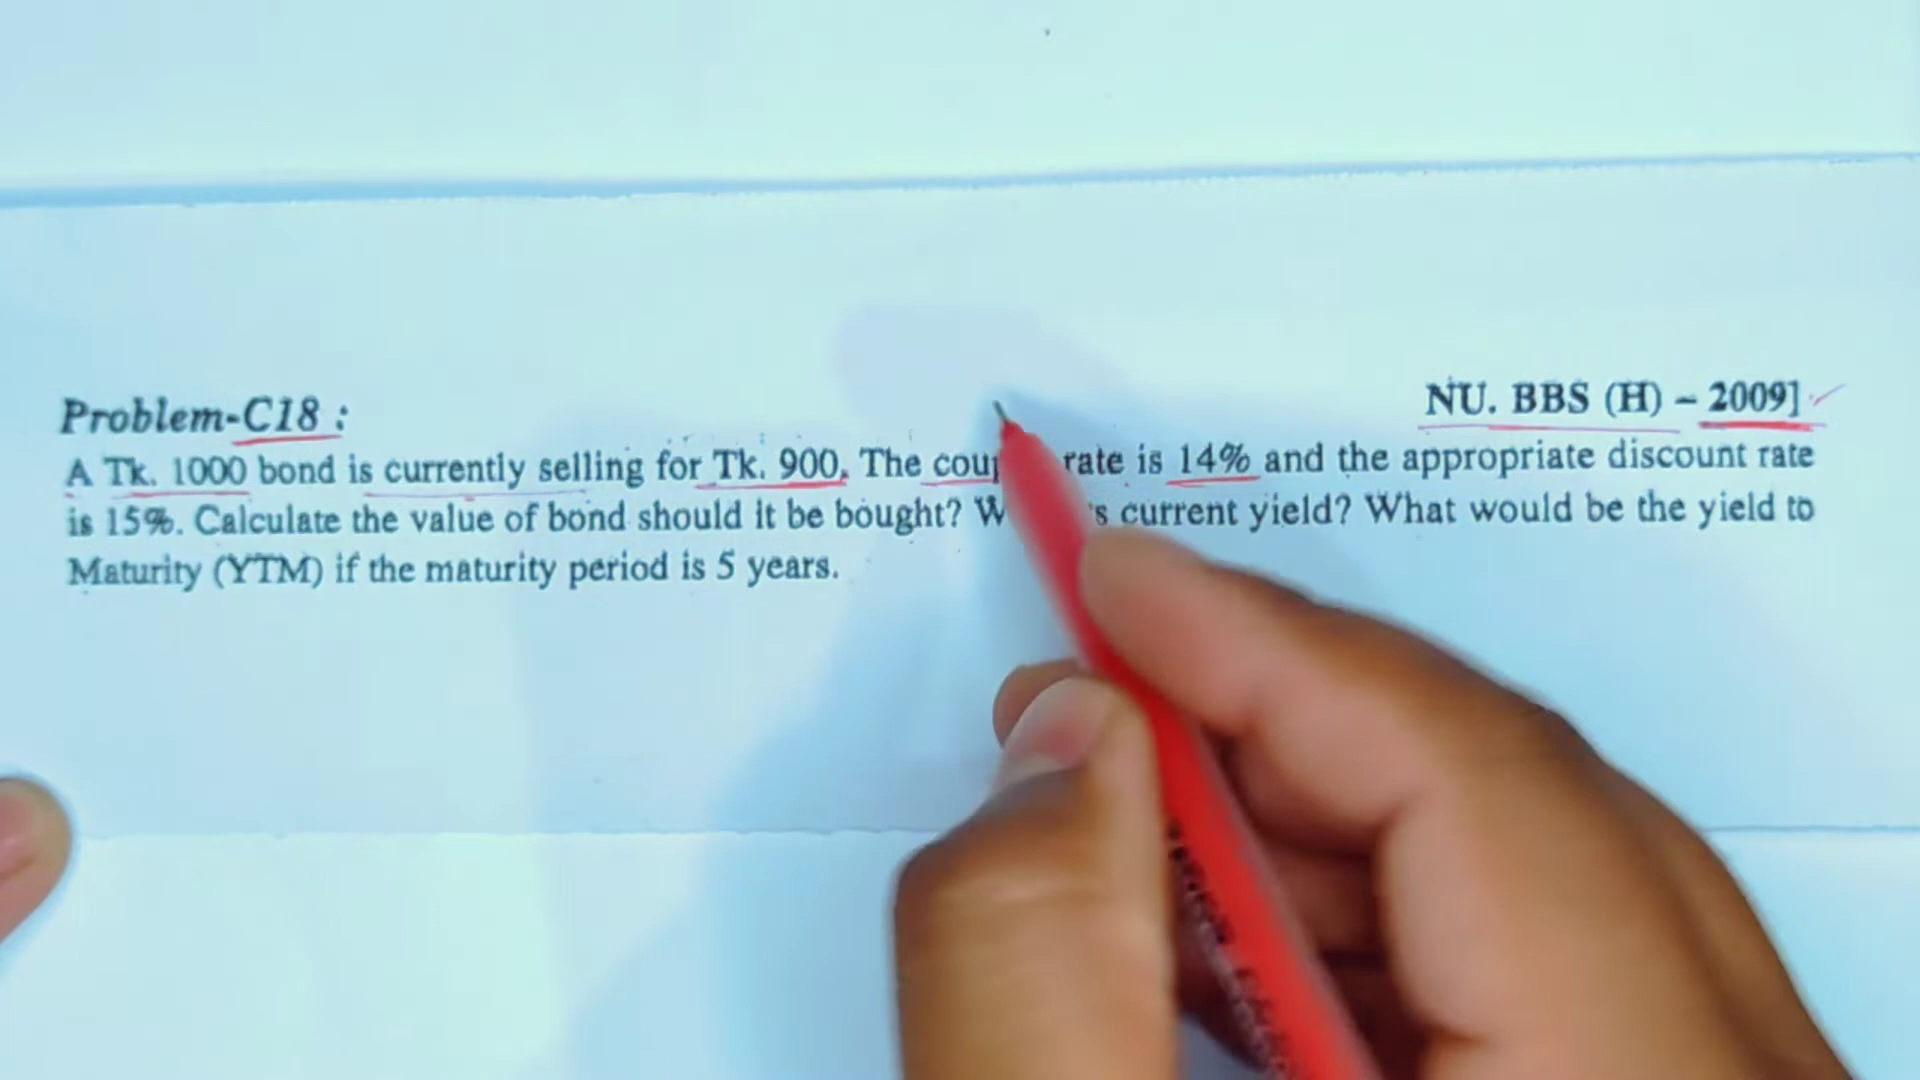 Problem-C18 :
NU. BBS (H) – 2009]
A Tk. 1000 bond is currently selling for Tk. 900. The rate is 14% and the appropriate discount rate
is 15%. Calculate the value of bond should it be bought? current yield? What would be the yield to
Maturity (YTM) if the maturity period is 5 years.